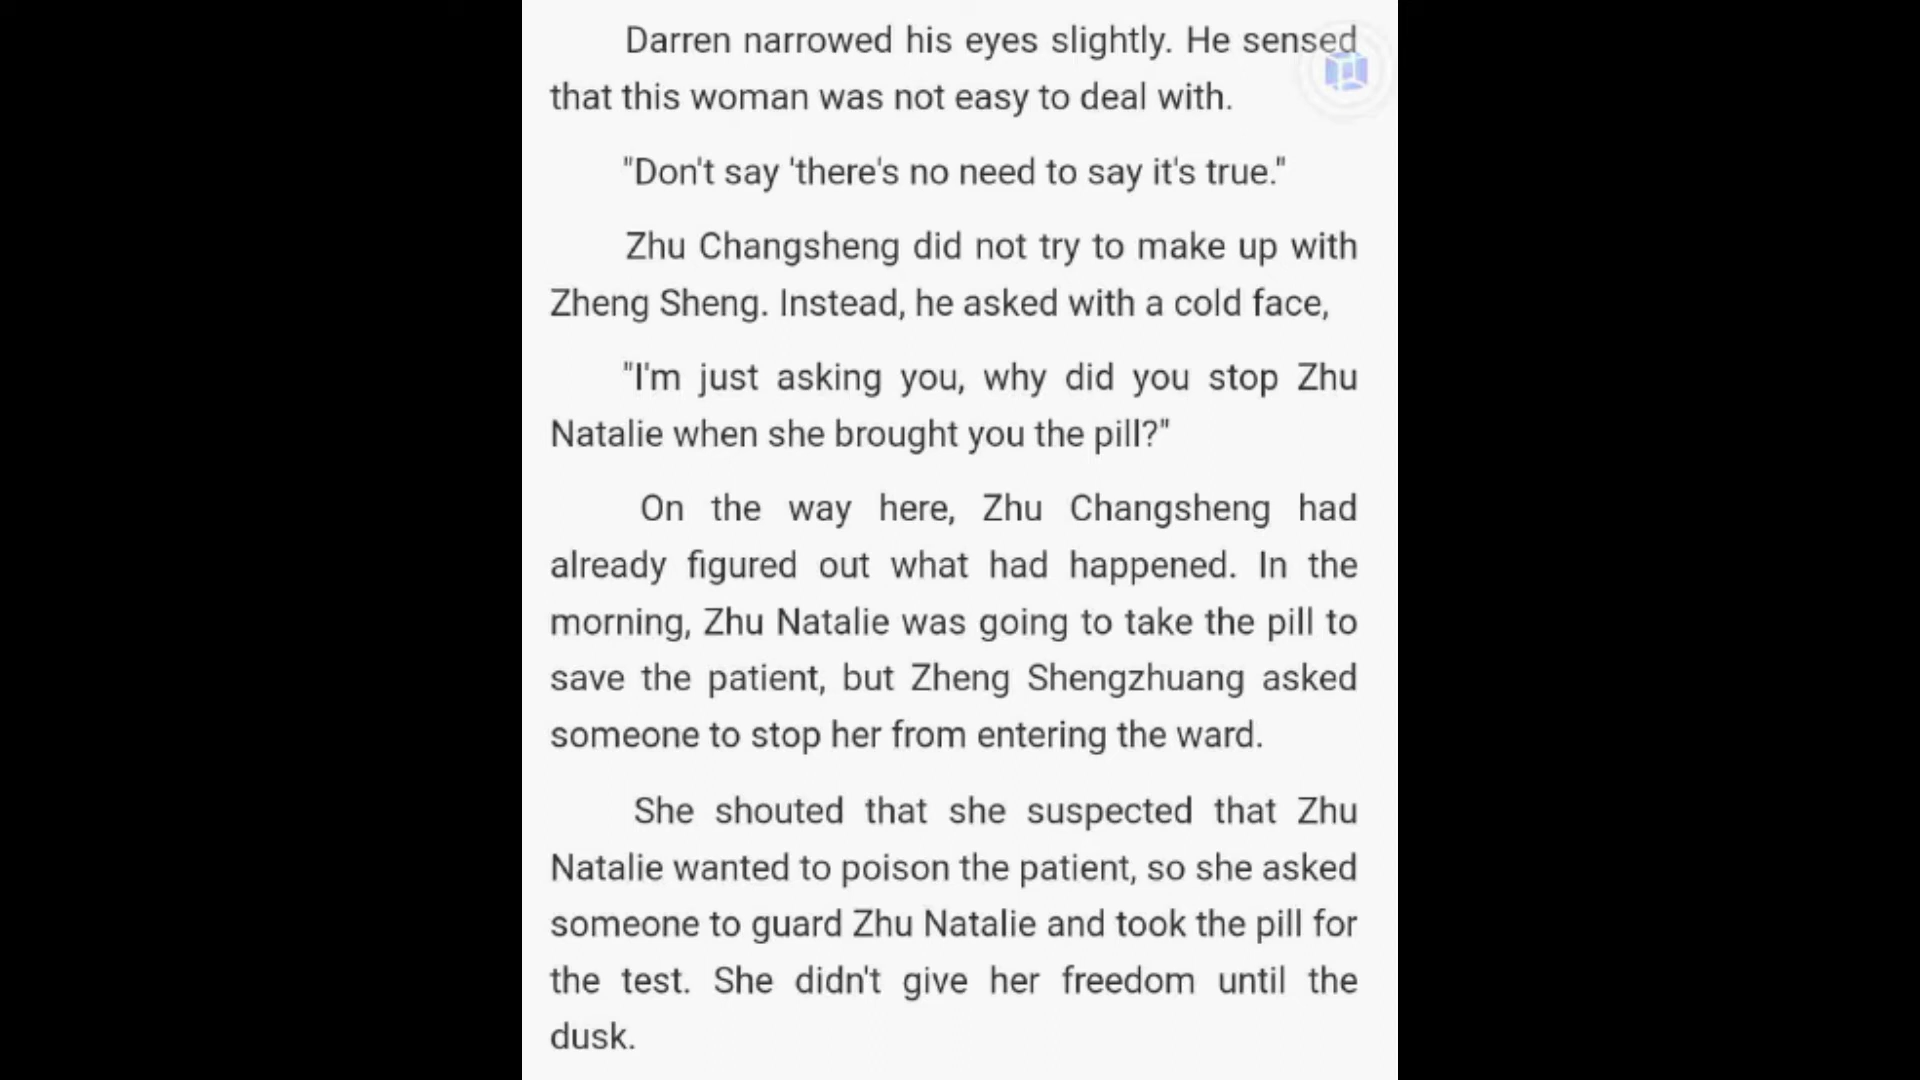 Darren narrowed his eyes slightly. He sensed
that this woman was not easy to deal with.
"Don't say 'there's no need to say it's true."
Zhu Changsheng did not try to make up with
Zheng Sheng. Instead, he asked with a cold face,
"I'm just asking you, why did you stop Zhu
Natalie when she brought you the pill?"
On the way here, Zhu Changsheng had
already figured out what had happened. In the
morning, Zhu Natalie was going to take the pill to
save the patient, but Zheng Shengzhuang asked
someone to stop her from entering the ward.
She shouted that she suspected that Zhu
Natalie wanted to poison the patient, so she asked
someone to guard Zhu Natalie and took the pill for
the test. She didn't give her freedom until the
dusk.